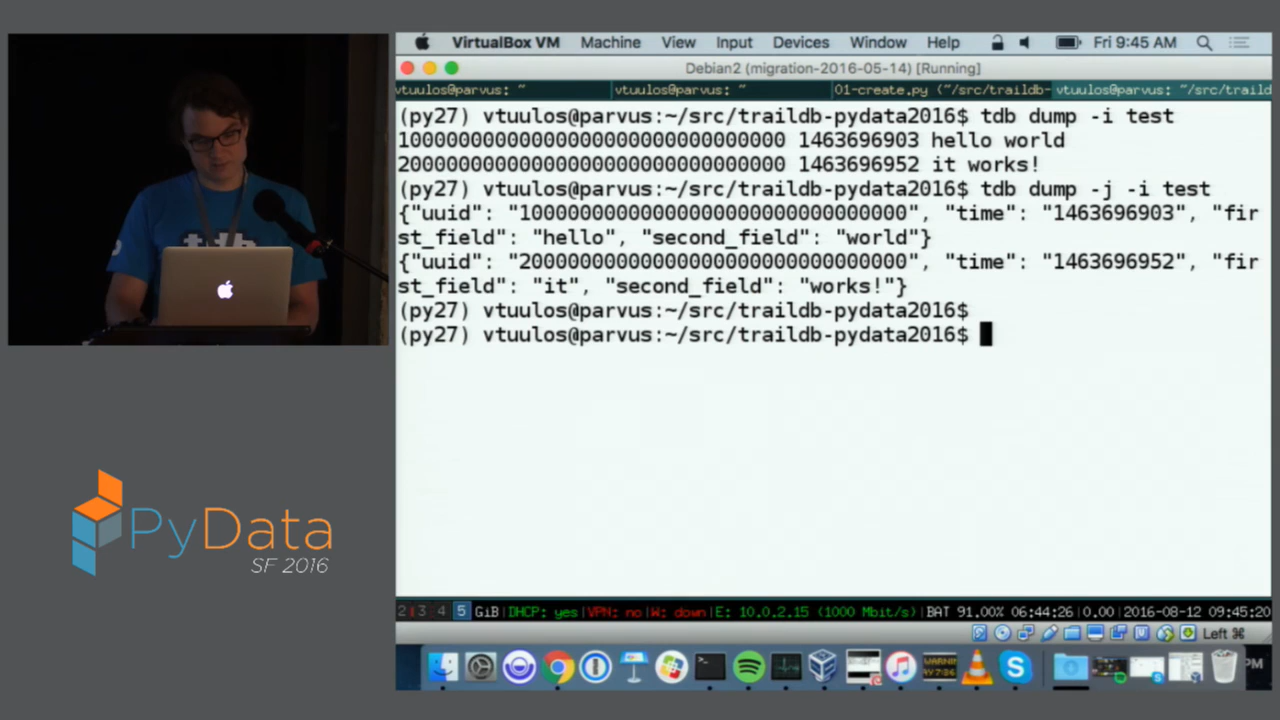 VirtualBox VM Machine View Input Devices Window Help Fri 9:45 AM
Debian2 (migration-2016-05-14) [Running]
vtuulos@parvus: ~ vtuulos@parvus: ~ 01-create.py (~/src/traildb- vtuulos@parvus: ~/src/traild
(py27) vtuulos@parvus:~/src/traildb-pydata2016$ tdb dump -i test
10000000000000000000000000000000 1463696903 hello world
20000000000000000000000000000000 1463696952 it works!
(py27) vtuulos@parvus:~/src/traildb-pydata2016$ tdb dump -j -i test
{"uuid": "10000000000000000000000000000000", "time": "1463696903", "fir
st_field": "hello", "second_field": "world"}
{"uuid": "20000000000000000000000000000000", "time": "1463696952", "fir
st_field": "it", "second_field": "works!"}
(py27) vtuulos@parvus:~/src/traildb-pydata2016$
(py27) vtuulos@parvus:~/src/traildb-pydata2016$
2 3 4 5 GiB|DHCP: yes|VPN: no|W: down|E: 10.0.2.15 (1000 Mbit/s)|BAT 91.00% 06:44:26|0.00|2016-08-12 09:45:20
Left ⌘
PyData
SF 2016
PM